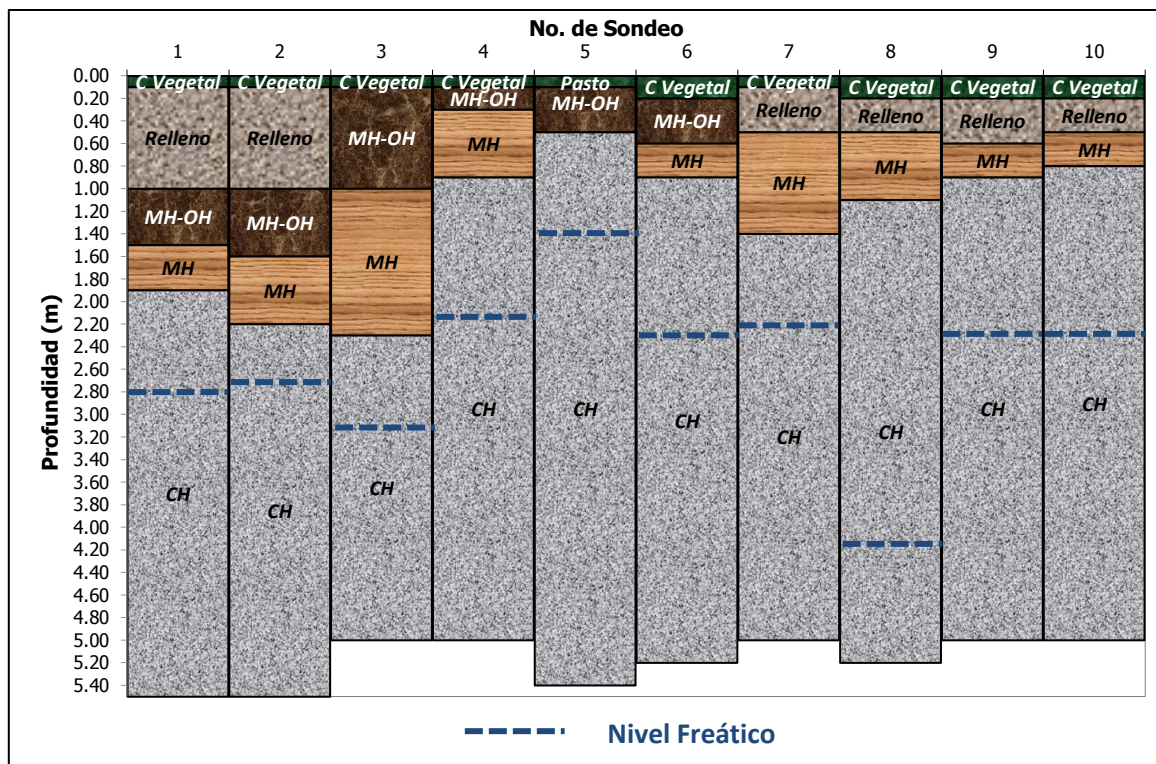 No. de Sondeo
1 2 3 4 5 6 7 8 9 10
Profundidad (m)
0.00
0.20
0.40
0.60
0.80
1.00
1.20
1.40
1.60
1.80
2.00
2.20
2.40
2.60
2.80
3.00
3.20
3.40
3.60
3.80
4.00
4.20
4.40
4.60
4.80
5.00
5.20
5.40
C Vegetal
Relleno
MH-OH
MH
CH
C Vegetal
Relleno
MH-OH
MH
CH
C Vegetal
MH-OH
MH
CH
C Vegetal
MH-OH
MH
CH
Pasto
MH-OH
CH
C Vegetal
MH-OH
MH
CH
C Vegetal
Relleno
MH
CH
C Vegetal
Relleno
MH
CH
C Vegetal
Relleno
MH
CH
C Vegetal
Relleno
MH
CH
Nivel Freático